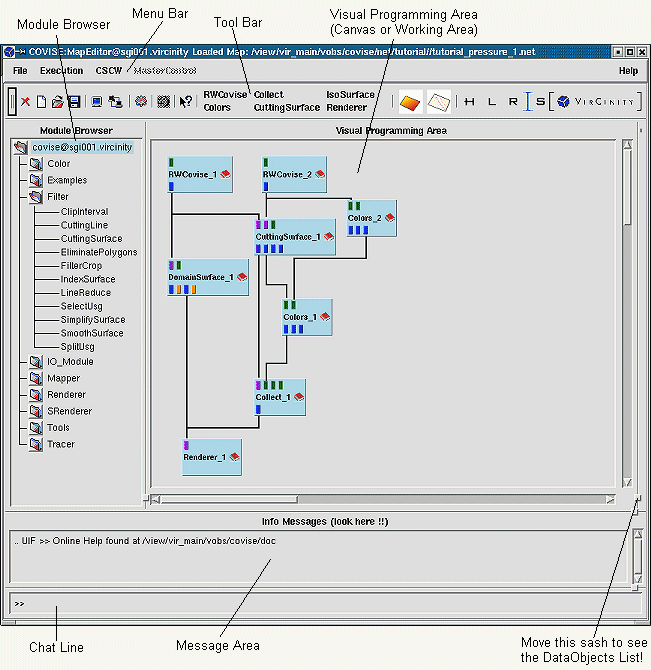 Module Browser
Menu Bar
Tool Bar
Visual Programming Area
(Canvas or Working Area)
COVISE:MapEditor@sgi001.vircinity Loaded Map: /view/vir_main/vobs/covise/net/tutorial//tutorial_pressure_1.net
File Execution CSCW MasterControl Help
RWCovise Collect IsoSurface
Colors CuttingSurface Renderer
H L R S [ VIRCINITY ]
Module Browser
Visual Programming Area
covise@sgi001.vircinity
Color
Examples
Filter
ClipInterval
CuttingLine
CuttingSurface
EliminatePolygons
FilterCrop
IndexSurface
LineReduce
SelectUsg
SimplifySurface
SmoothSurface
SplitUsg
IO_Module
Mapper
Renderer
SRenderer
Tools
Tracer
RWCovise_1
RWCovise_2
Colors_2
CuttingSurface_1
DomainSurface_1
Colors_1
Collect_1
Renderer_1
Info Messages (look here !!)
.. UIF >> Online Help found at /view/vir_main/vobs/covise/doc
>>
Chat Line
Message Area
Move this sash to see
the DataObjects List!